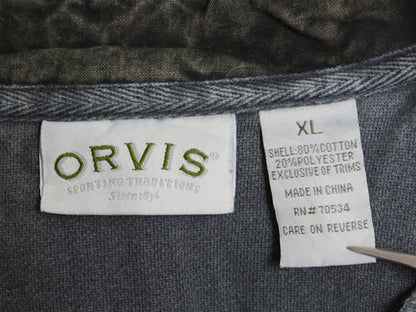 ORVIS®
SPORTING TRADITIONS
Since 1856
XL
SHELL: 80% COTTON
20% POLYESTER
EXCLUSIVE OF TRIMS
MADE IN CHINA
RN# 70534
CARE ON REVERSE